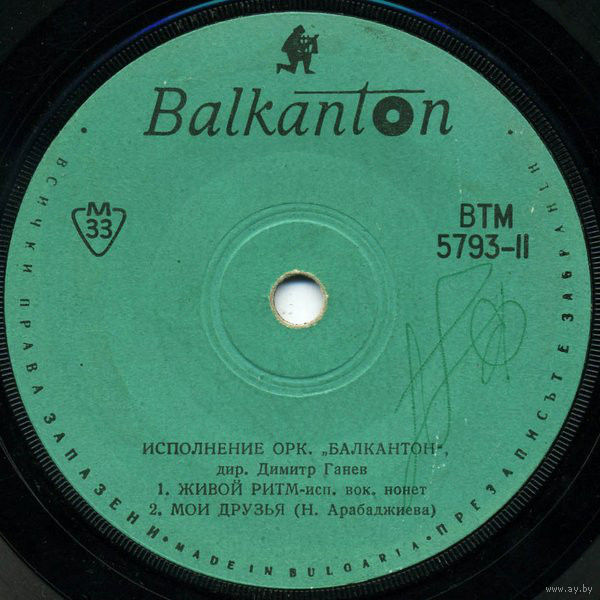 Balkanton
М
33
ВТМ
5793-II
ИСПОЛНЕНИЕ ОРК. „БАЛКАНТОН",
дир. Димитр Ганев
1. ЖИВОЙ РИТМ-исп. вок. нонет
2. МОИ ДРУЗЬЯ (Н. Арабаджиева)
• ВСИЧКИ ПРАВА ЗАПАЗЕНИ • MADE IN BULGARIA • ПРЕЗАПИСЪТ Е ЗАБРАНЕН •
www.ay.by